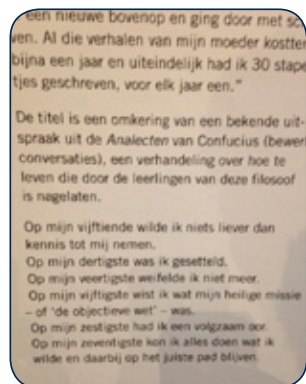 een nieuwe bovenop en ging door met sc
ven. Al die verhalen van mijn moeder kostten
bijna een jaar en uiteindelijk had ik 30 stape
tjes geschreven, voor elk jaar een."
De titel is een omkering van een bekende uit-
spraak uit de Analecten van Confucius (bewerk
conversaties), een verhandeling over hoe te
leven die door de leerlingen van deze filosoof
is nagelaten.
Op mijn vijftiende wilde ik niets liever dan
kennis tot mij nemen.
Op mijn dertigste was ik gesetteld.
Op mijn veertigste weifelde ik niet meer.
Op mijn vijftigste wist ik wat mijn heilige missie
– of 'de objectieve wet' – was.
Op mijn zestigste had ik een volgzaam oor.
Op mijn zeventigste kon ik alles doen wat ik
wilde en daarbij op het juiste pad blijven.